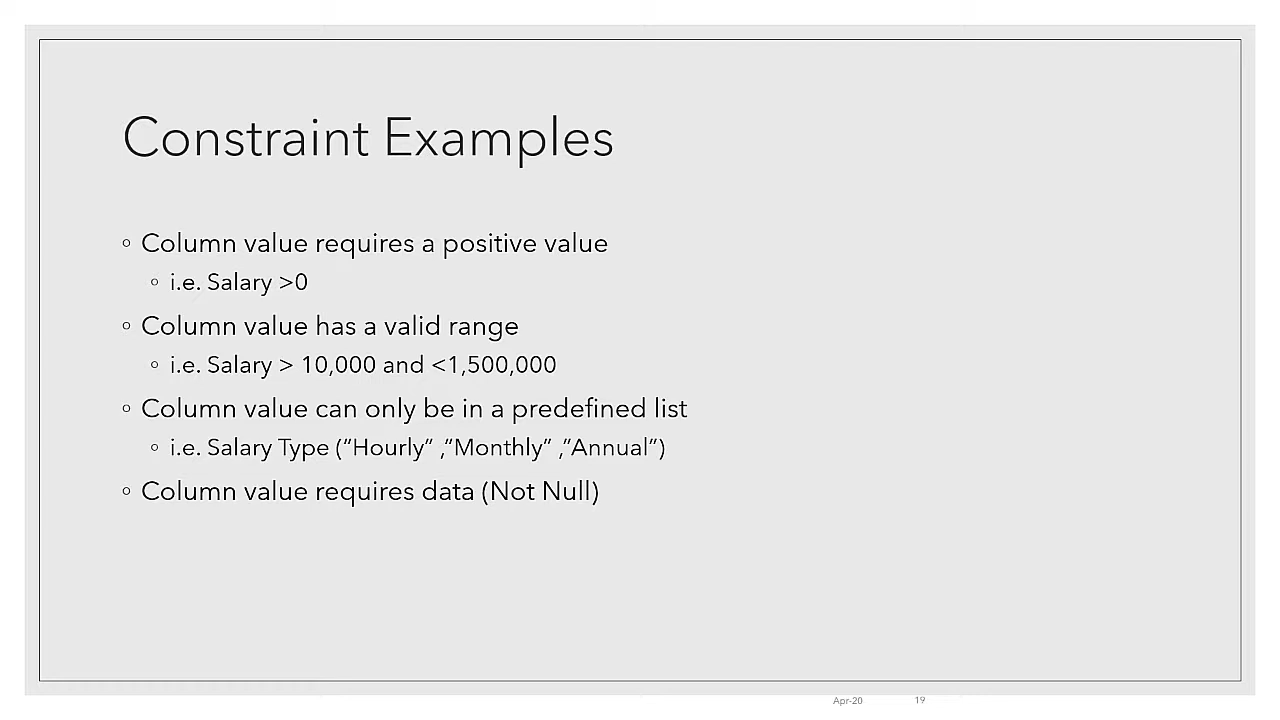 Constraint Examples
◦ Column value requires a positive value
◦ i.e. Salary >0
◦ Column value has a valid range
◦ i.e. Salary > 10,000 and <1,500,000
◦ Column value can only be in a predefined list
◦ i.e. Salary Type (”Hourly” ,”Monthly” ,”Annual”)
◦ Column value requires data (Not Null)
Apr-20 19